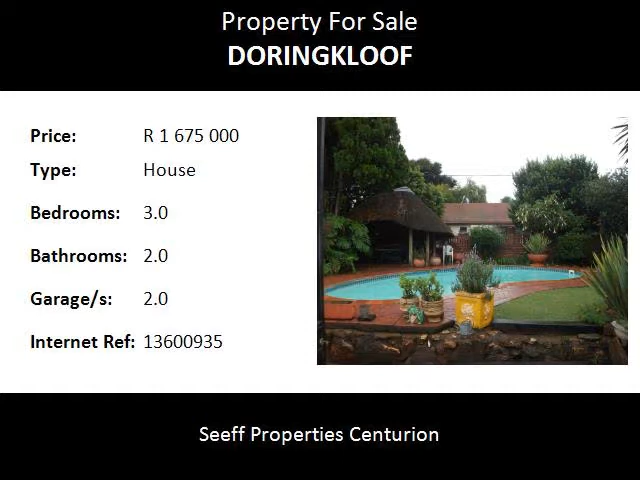 Property For Sale
DORINGKLOOF
Price: R 1 675 000
Type: House
Bedrooms: 3.0
Bathrooms: 2.0
Garage/s: 2.0
Internet Ref: 13600935
Seeff Properties Centurion